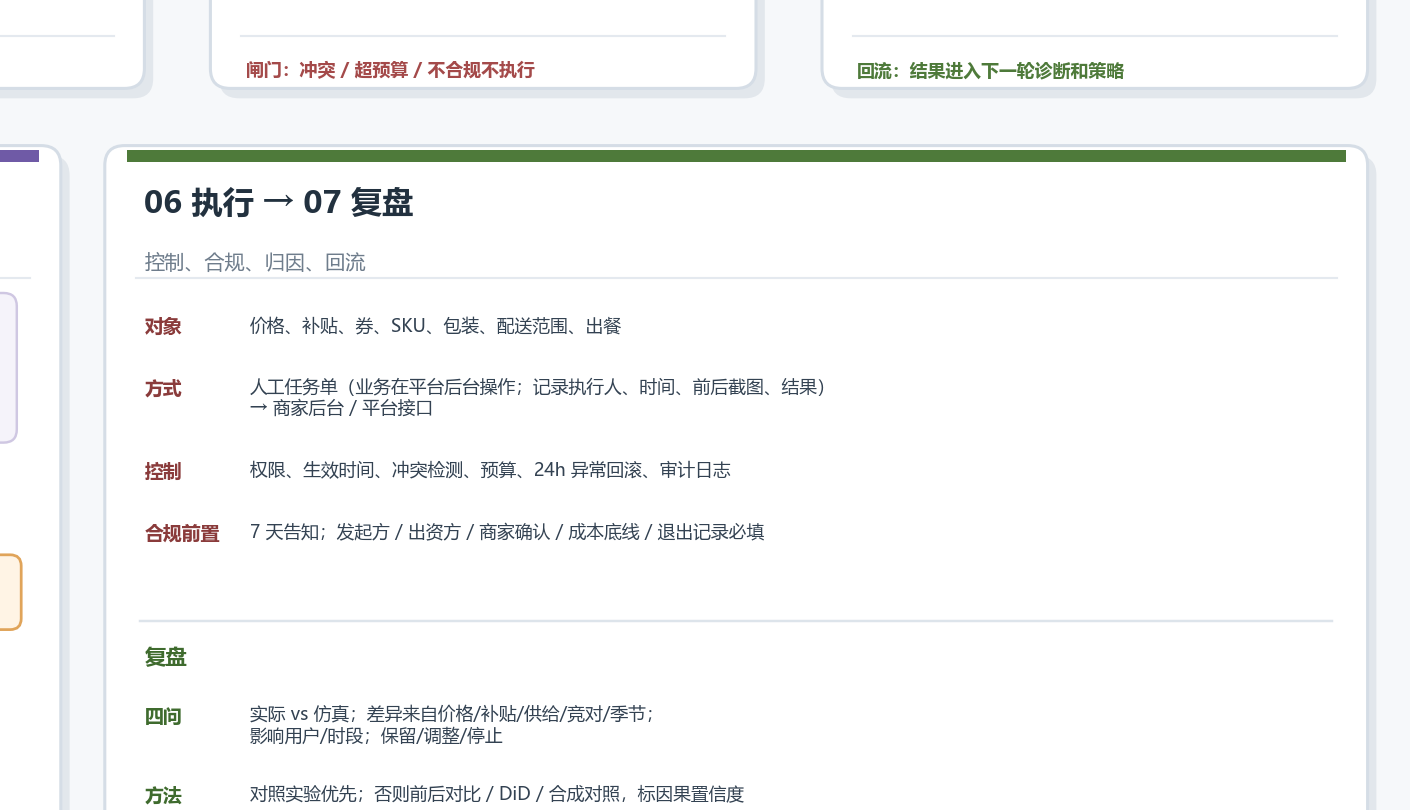 闸门：冲突 / 超预算 / 不合规不执行
回流：结果进入下一轮诊断和策略
06 执行 → 07 复盘
控制、合规、归因、回流
对象 价格、补贴、券、SKU、包装、配送范围、出餐
方式 人工任务单（业务在平台后台操作；记录执行人、时间、前后截图、结果）
→ 商家后台 / 平台接口
控制 权限、生效时间、冲突检测、预算、24h 异常回滚、审计日志
合规前置 7 天告知；发起方 / 出资方 / 商家确认 / 成本底线 / 退出记录必填
复盘
四问 实际 vs 仿真；差异来自价格/补贴/供给/竞对/季节；
影响用户/时段；保留/调整/停止
方法 对照实验优先；否则前后对比 / DiD / 合成对照，标因果置信度